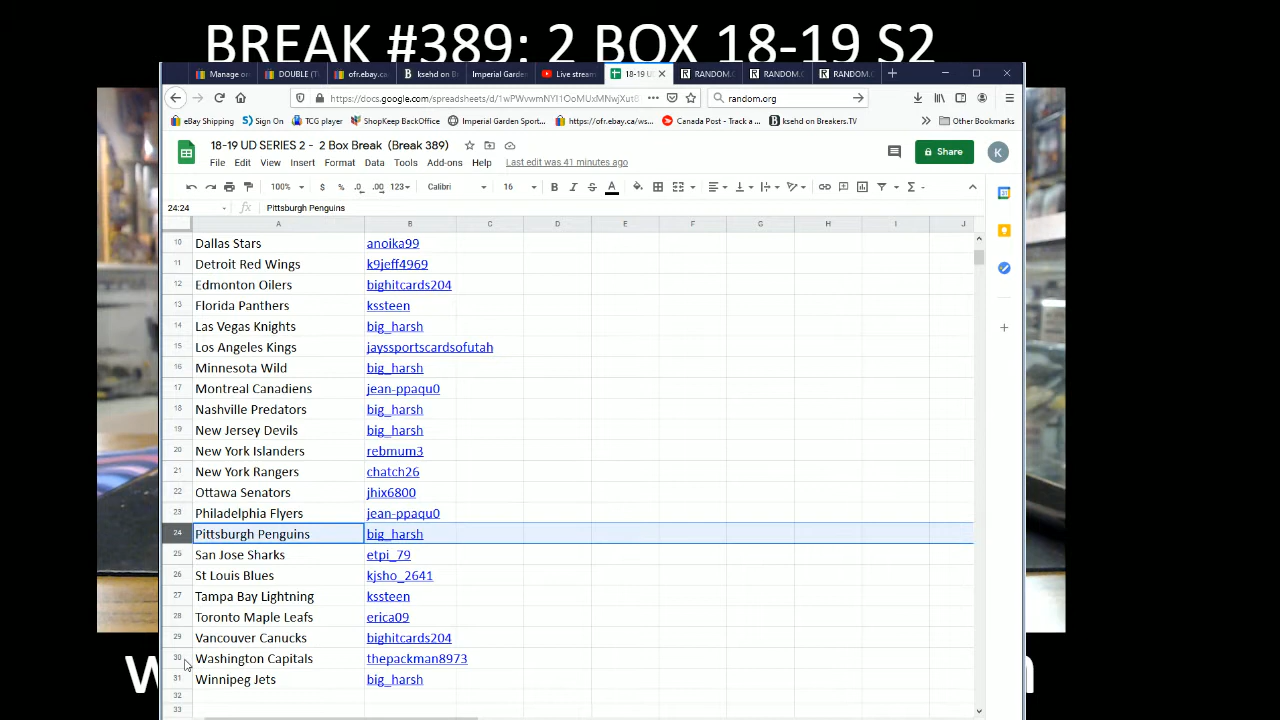 BREAK #389: 2 BOX 18-19 S2
Manage on
DOUBLE (T
ofr.ebay.ca
ksehd on B
Imperial Garde
Live stream
18-19 U
RANDOM.
RANDOM.
RANDOM.
https://docs.google.com/spreadsheets/d/
random.org
eBay Shipping
Sign On
TCG player
ShopKeep BackOffice
Imperial Garden Sport...
https://ofr.ebay.ca/ws...
Canada Post - Track a ...
ksehd on Breakers.TV
Other Bookmarks
18-19 UD SERIES 2 - 2 Box Break (Break 389)
File Edit View Insert Format Data Tools Add-ons Help Last edit was 41 minutes ago
Share
K
100% $ % .0 .00 123 Calibri 16 B I S A
24:24 fx Pittsburgh Penguins
A B C D E F G H I J
10 Dallas Stars anoika99
11 Detroit Red Wings k9jeff4969
12 Edmonton Oilers bighitcards204
13 Florida Panthers kssteen
14 Las Vegas Knights big_harsh
15 Los Angeles Kings jayssportscardsofutah
16 Minnesota Wild big_harsh
17 Montreal Canadiens jean-ppaqu0
18 Nashville Predators big_harsh
19 New Jersey Devils big_harsh
20 New York Islanders rebmum3
21 New York Rangers chatch26
22 Ottawa Senators jhix6800
23 Philadelphia Flyers jean-ppaqu0
24 Pittsburgh Penguins big_harsh
25 San Jose Sharks etpi_79
26 St Louis Blues kjsho_2641
27 Tampa Bay Lightning kssteen
28 Toronto Maple Leafs erica09
29 Vancouver Canucks bighitcards204
30 Washington Capitals thepackman8973
31 Winnipeg Jets big_harsh
32
33